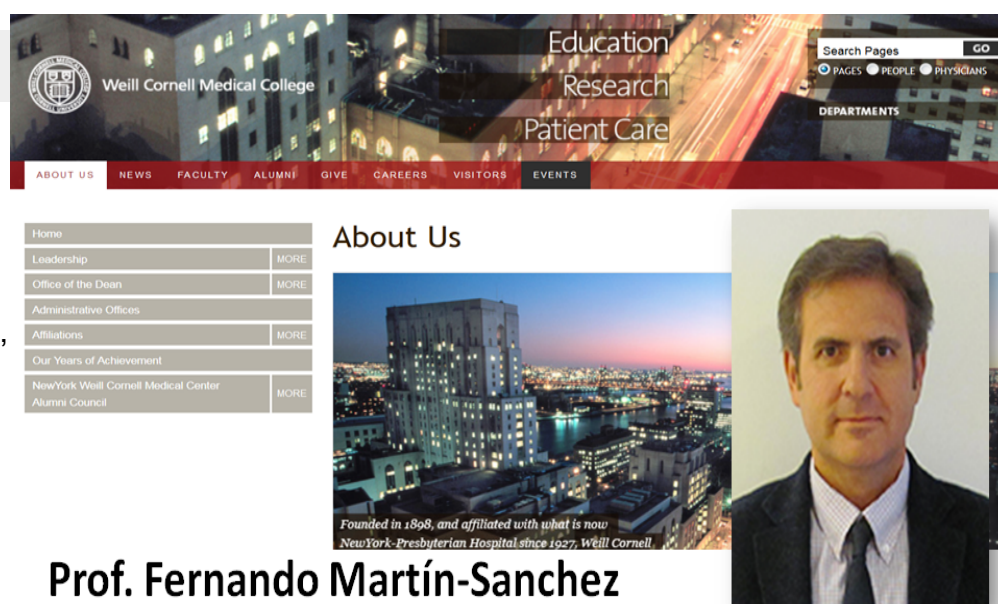 Education
Research
Patient Care
Weill Cornell Medical College
Search Pages GO
PAGES PEOPLE PHYSICIANS
DEPARTMENTS
ABOUT US NEWS FACULTY ALUMNI GIVE CAREERS VISITORS EVENTS
Home
Leadership MORE
Office of the Dean MORE
Administrative Offices
Affiliations MORE
,
Our Years of Achievement
NewYork Weill Cornell Medical Center
Alumni Council MORE
About Us
Founded in 1898, and affiliated with what is now
NewYork-Presbyterian Hospital since 1927, Weill Cornell
Prof. Fernando Martín-Sanchez